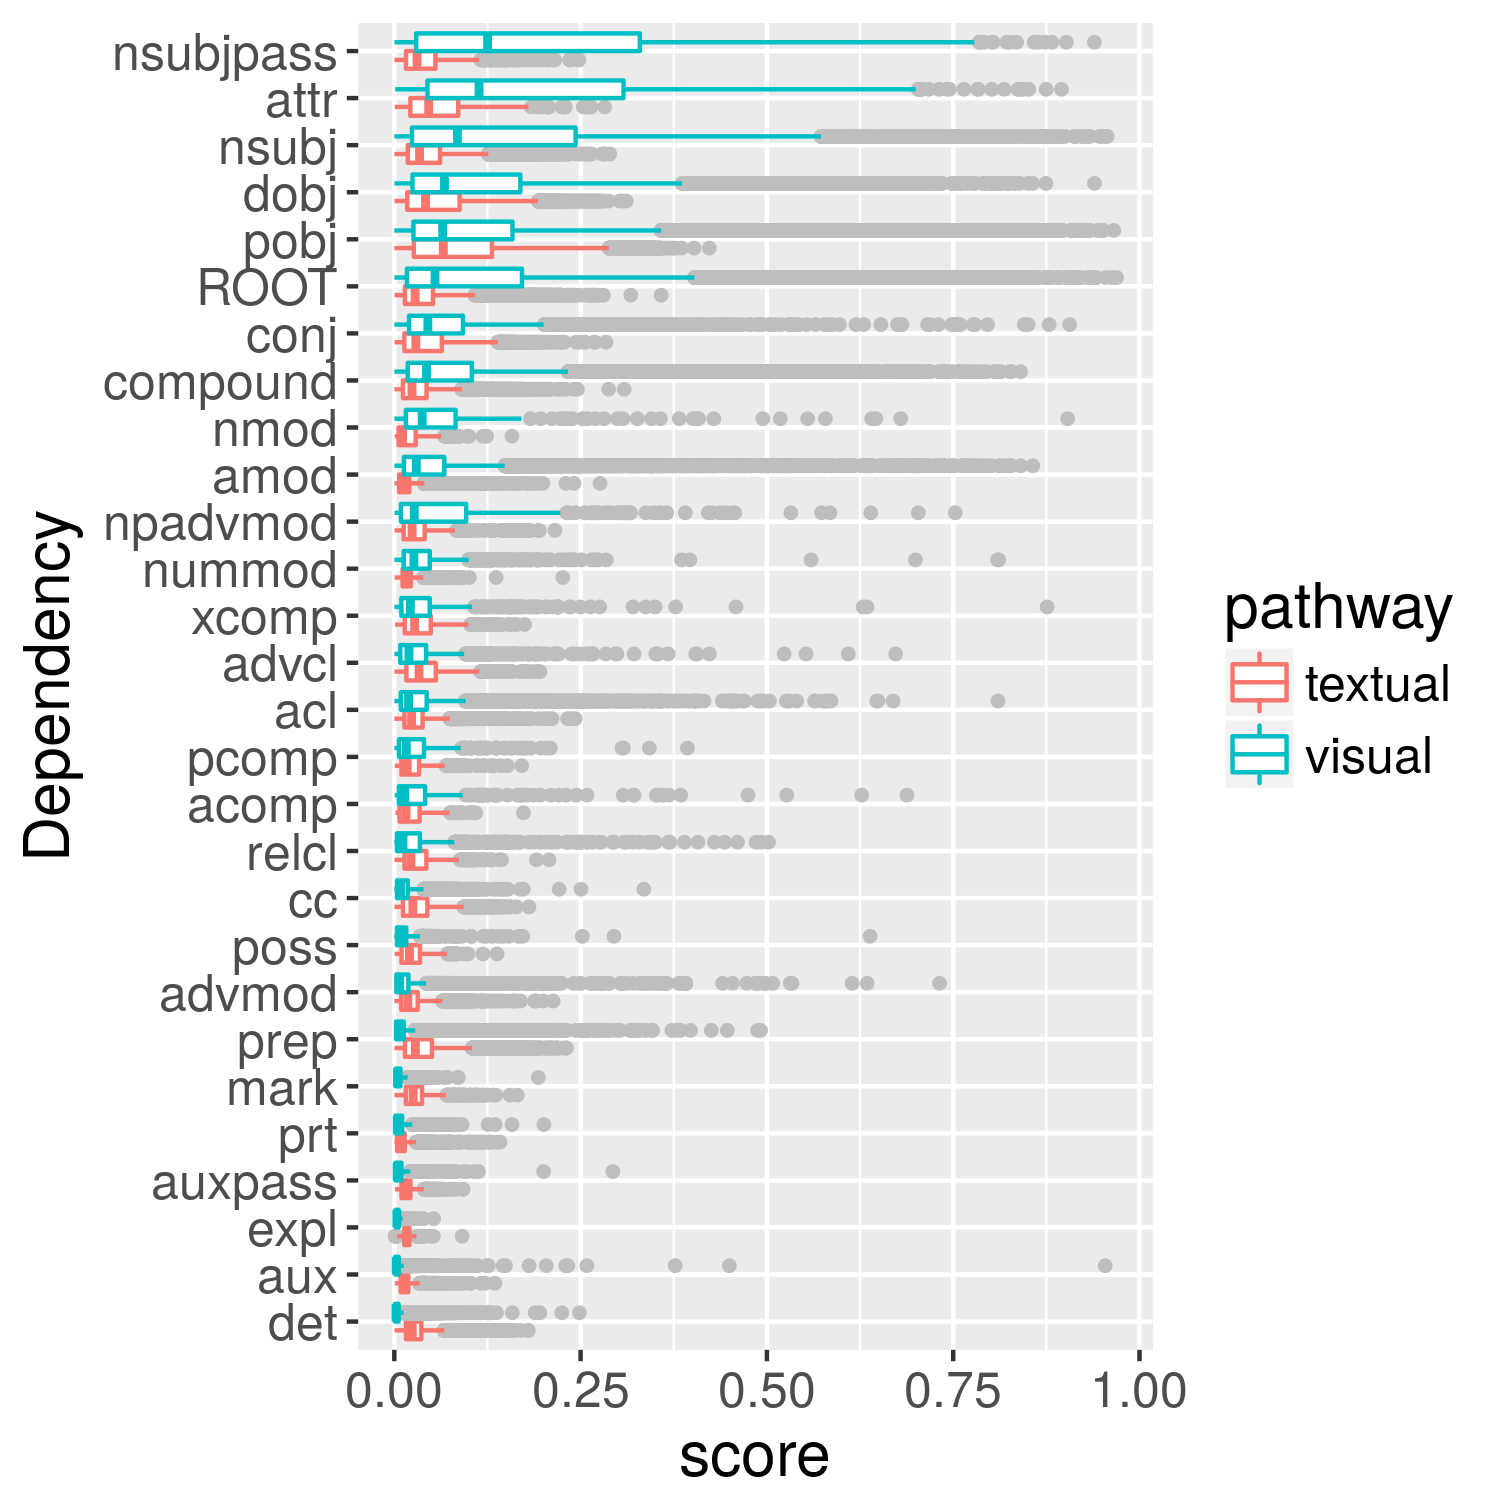 nsubjpass
attr
nsubj
dobj
pobj
ROOT
conj
compound
nmod
amod
npadvmod
nummod
xcomp
advcl
acl
pcomp
acomp
relcl
cc
poss
advmod
prep
mark
prt
auxpass
expl
aux
det
Dependency
0.00 0.25 0.50 0.75 1.00
score
pathway
textual
visual